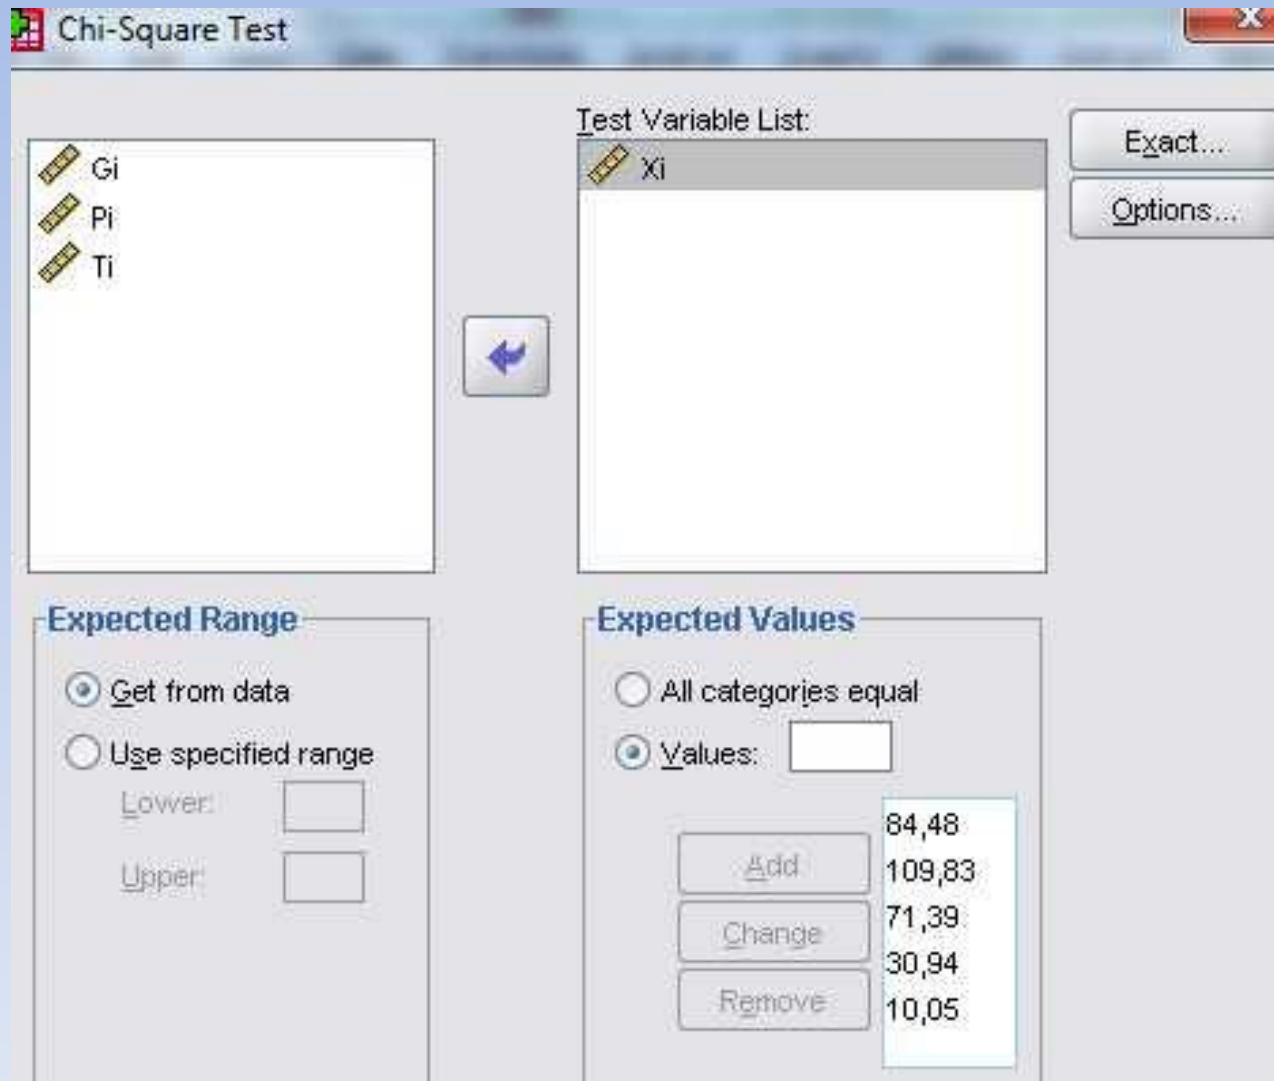 Chi-Square Test
X
Test Variable List:
Gi
Pi
Ti
Xi
Exact...
Options...
Expected Range
Get from data
Use specified range
Lower:
Upper:
Expected Values
All categories equal
Values:
Add
Change
Remove
84,48
109,83
71,39
30,94
10,05